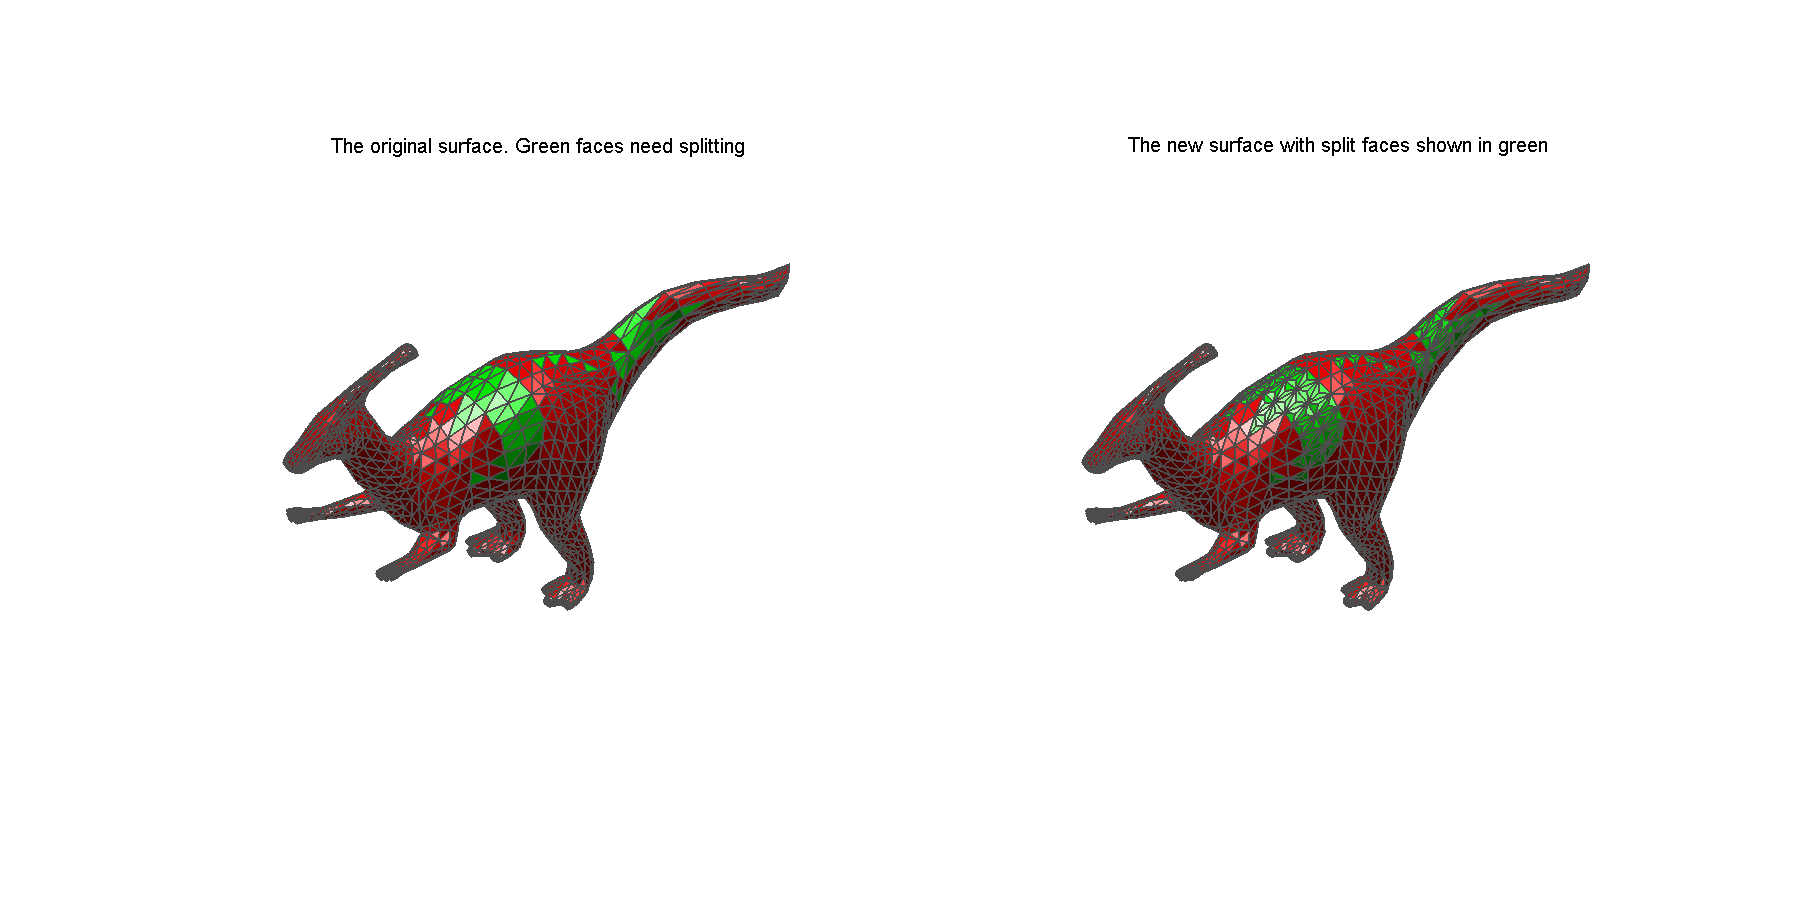 The original surface. Green faces need splitting
The new surface with split faces shown in green